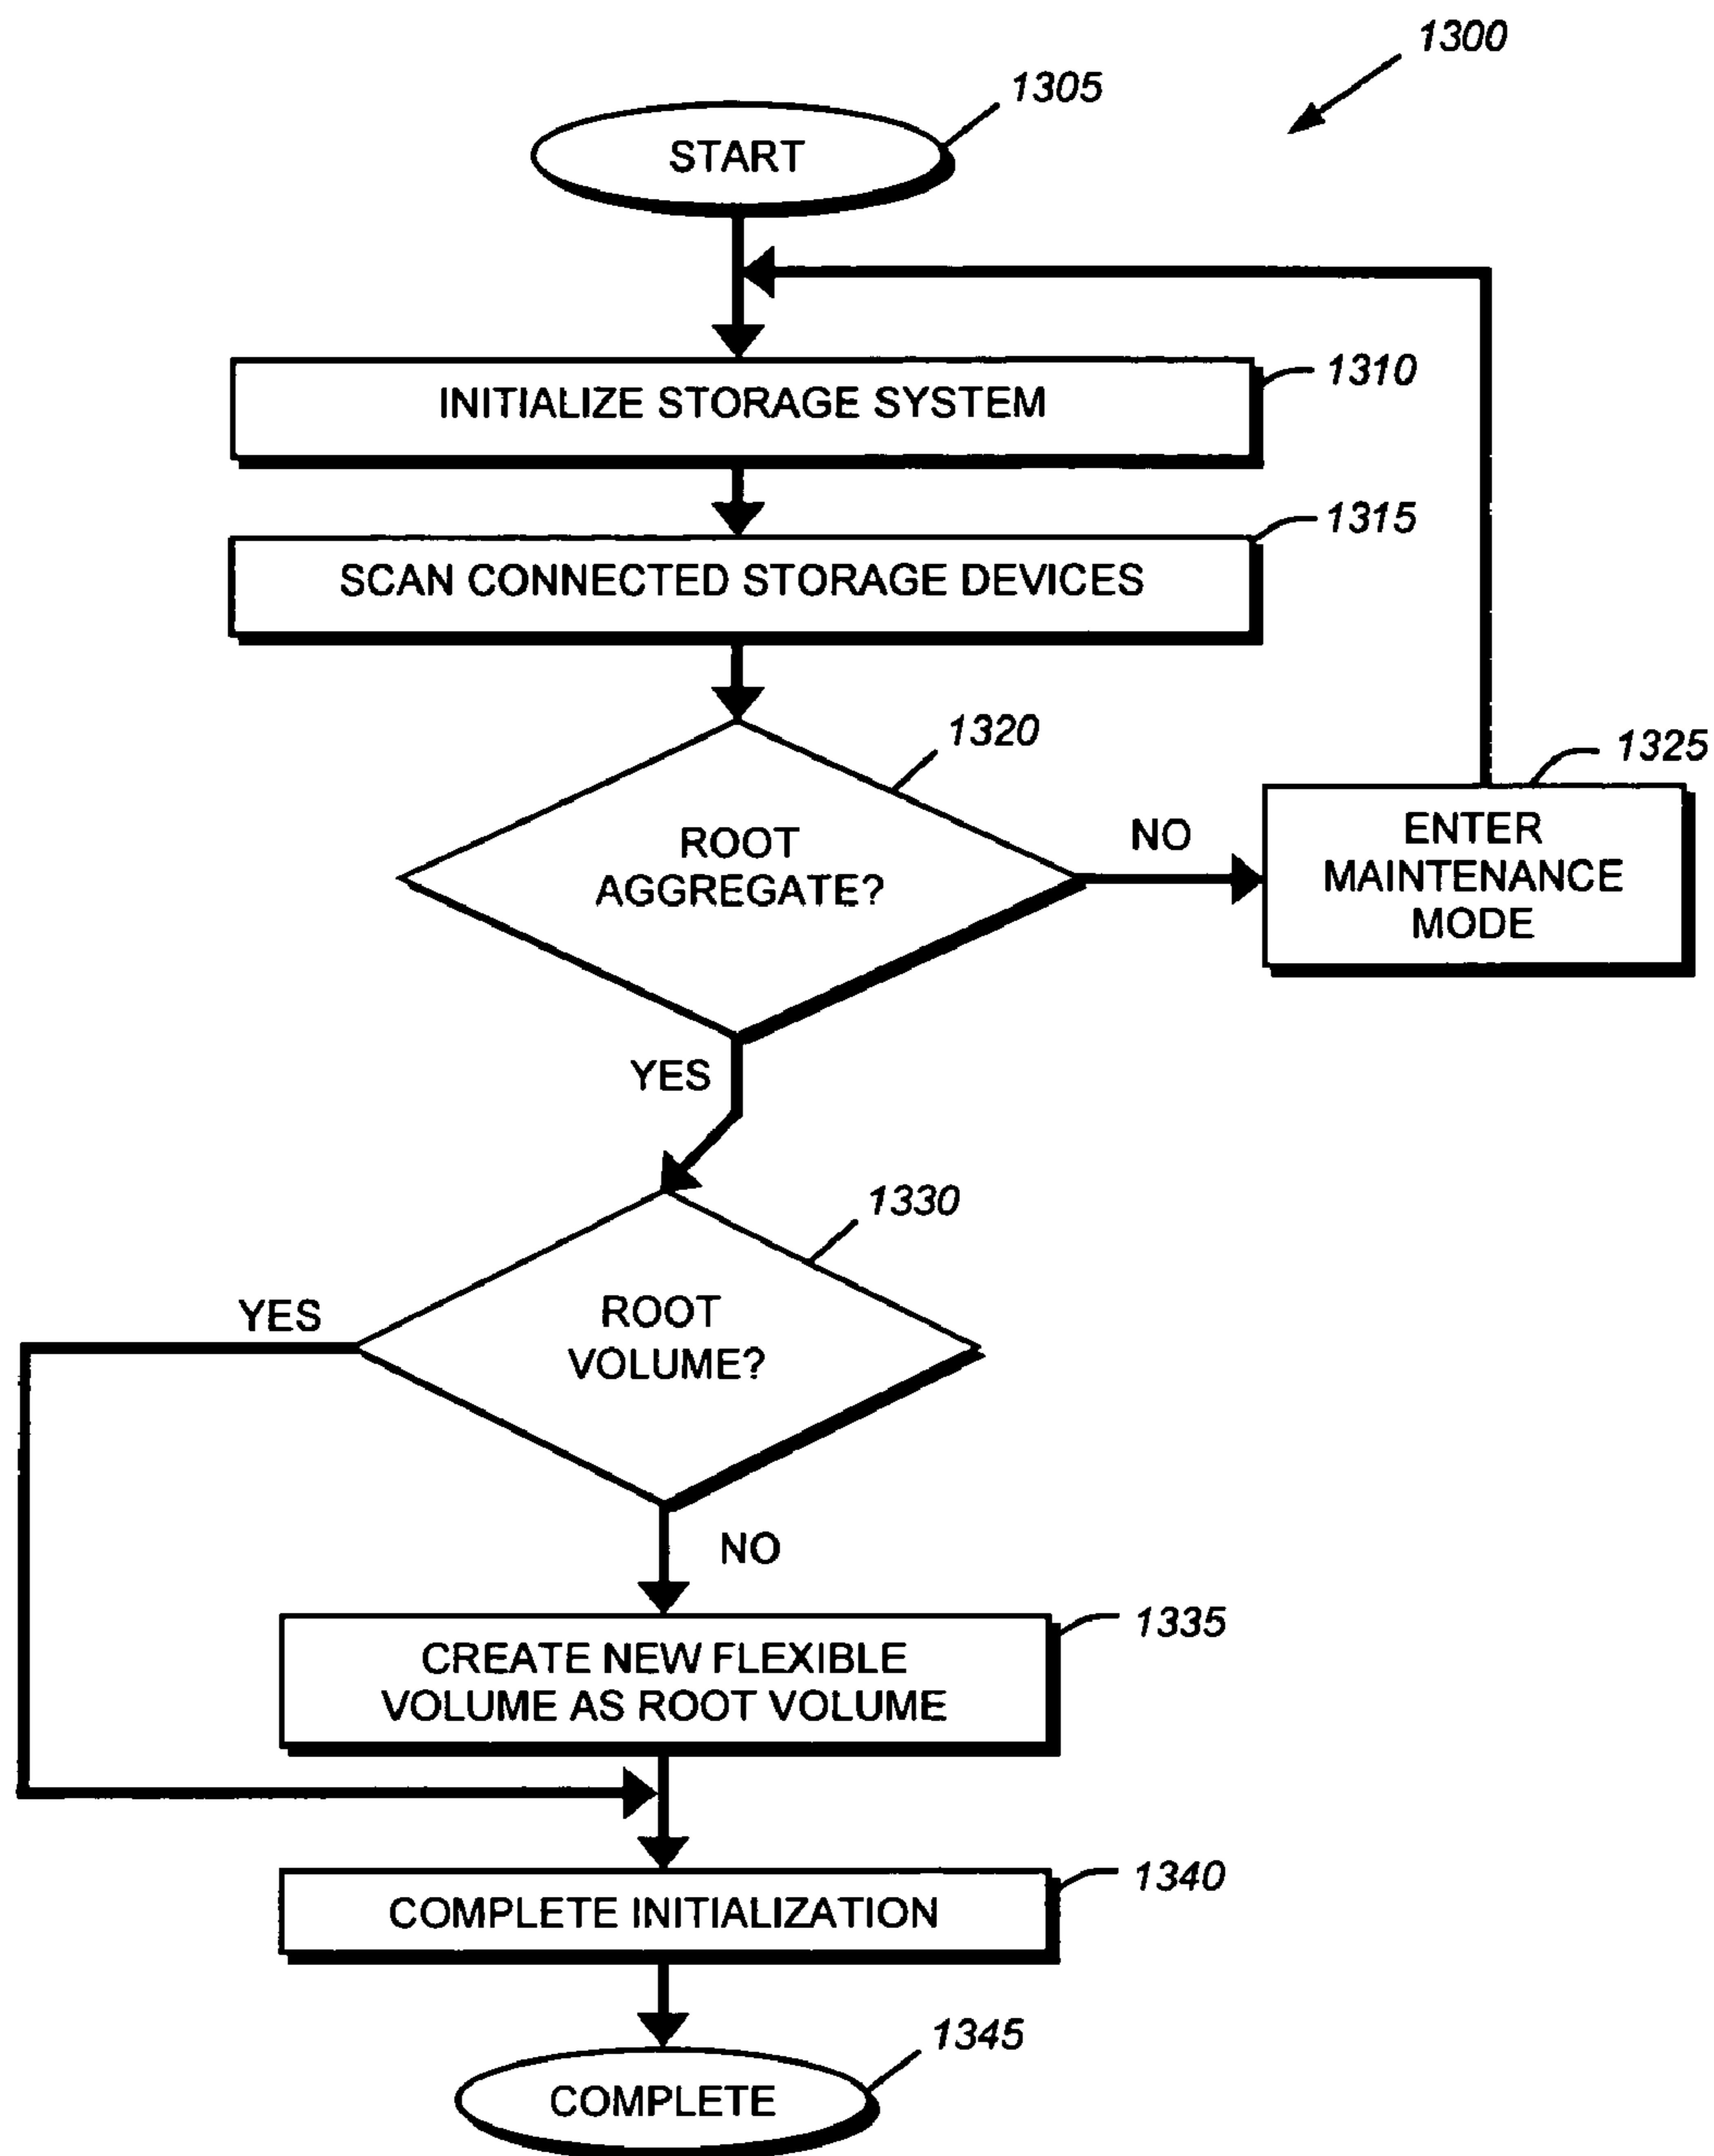 1300
1305
START
1310
INITIALIZE STORAGE SYSTEM
1315
SCAN CONNECTED STORAGE DEVICES
1320
ROOT
AGGREGATE?
NO
1325
ENTER
MAINTENANCE
MODE
YES
1330
YES
ROOT
VOLUME?
NO
1335
CREATE NEW FLEXIBLE
VOLUME AS ROOT VOLUME
1340
COMPLETE INITIALIZATION
1345
COMPLETE